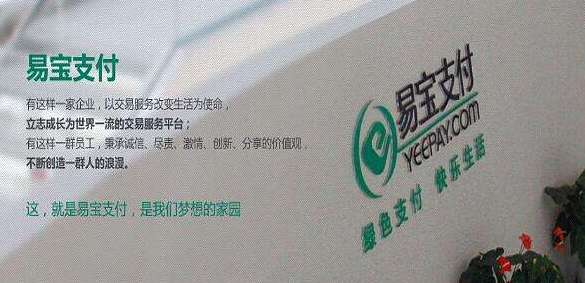 易宝支付
有这样一家企业，以交易服务改变生活为使命，
立志成长为世界一流的交易服务平台；
有这样一群员工，秉承诚信、尽责、激情、创新、分享的价值观，
不断创造一群人的浪漫。
这，就是易宝支付，是我们梦想的家园
易宝支付
YEEPAY.com
绿色支付 快乐生活